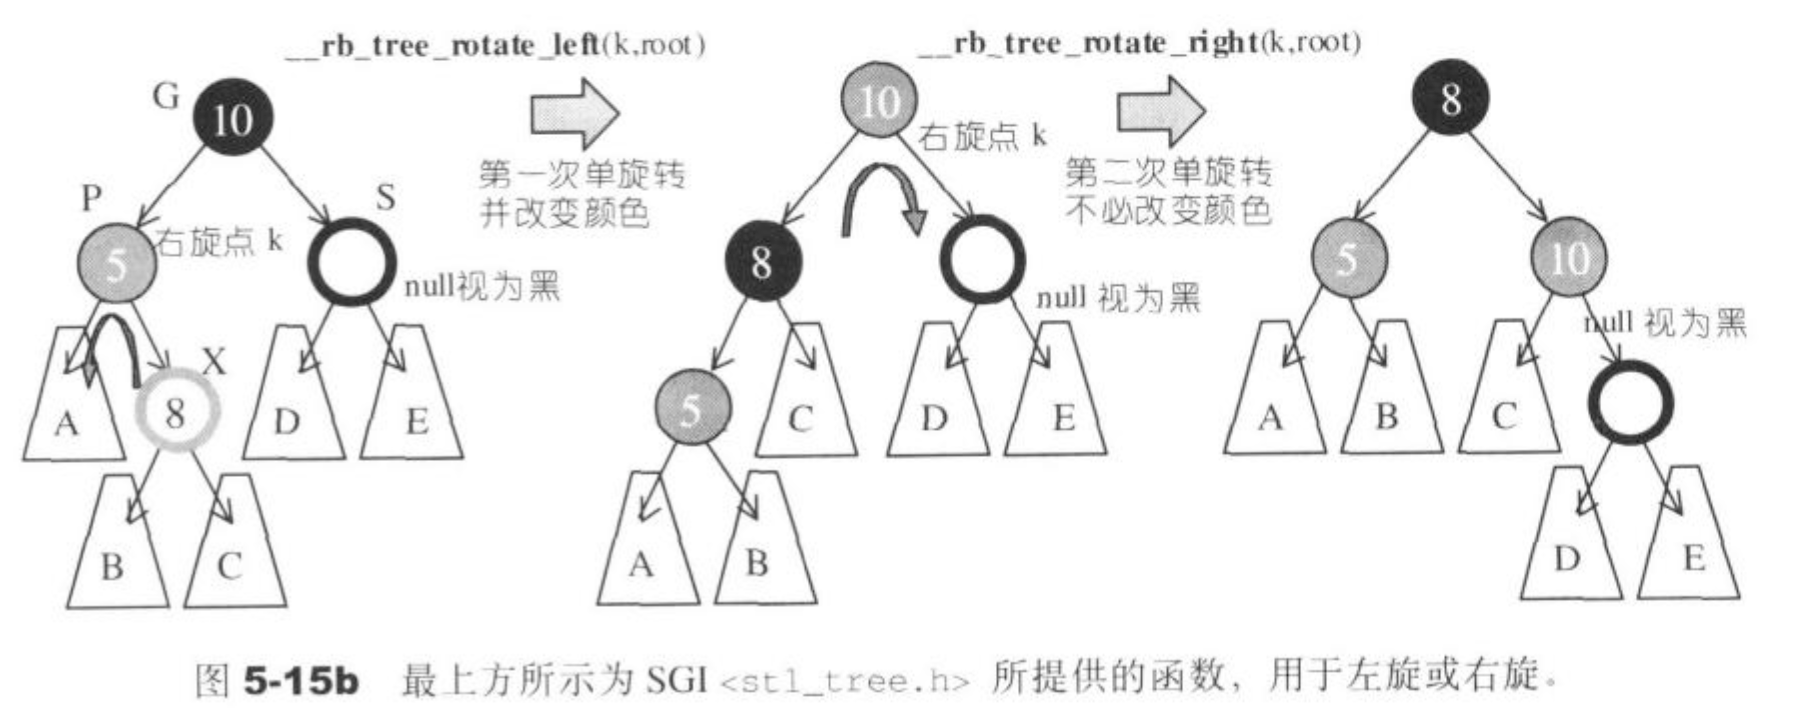 __rb_tree_rotate_left(k,root)
__rb_tree_rotate_right(k,root)
G
10
P
S
5
右旋点 k
null视为黑
X
8
A
B
C
D
E
第一次单旋转
并改变颜色
10
右旋点 k
8
null 视为黑
5
C
D
E
A
B
第二次单旋转
不必改变颜色
8
5
10
null 视为黑
A
B
C
D
E
图 5-15b 最上方所示为 SGI <stl_tree.h> 所提供的函数，用于左旋或右旋。